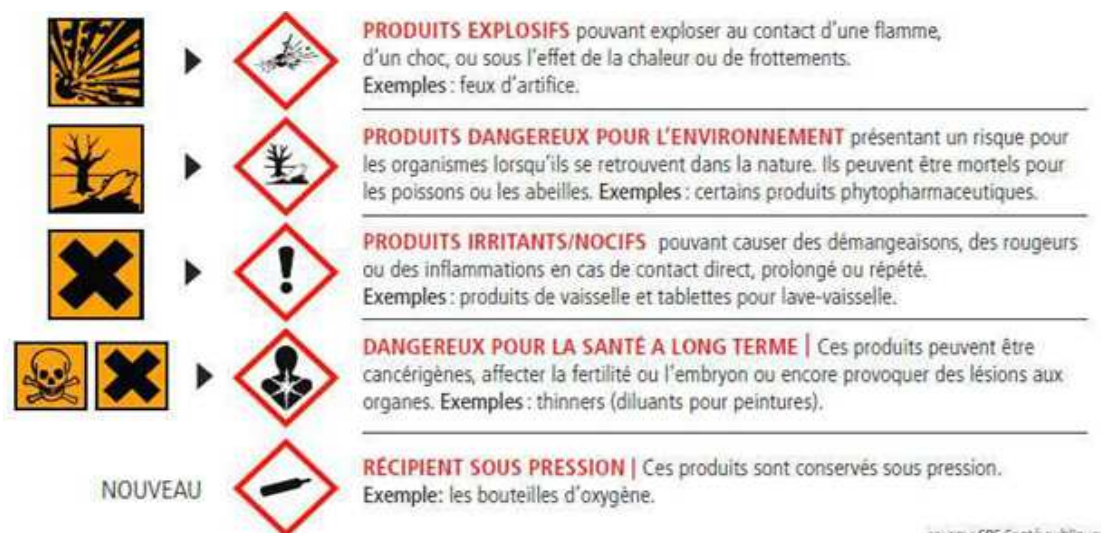 PRODUITS EXPLOSIFS pouvant exploser au contact d'une flamme,
d'un choc, ou sous l'effet de la chaleur ou de frottements.
Exemples : feux d'artifice.
PRODUITS DANGEREUX POUR L'ENVIRONNEMENT présentant un risque pour
les organismes lorsqu'ils se retrouvent dans la nature. Ils peuvent être mortels pour
les poissons ou les abeilles. Exemples : certains produits phytopharmaceutiques.
PRODUITS IRRITANTS/NOCIFS pouvant causer des démangeaisons, des rougeurs
ou des inflammations en cas de contact direct, prolongé ou répété.
Exemples : produits de vaisselle et tablettes pour lave-vaisselle.
DANGEREUX POUR LA SANTÉ A LONG TERME | Ces produits peuvent être
cancérigènes, affecter la fertilité ou l'embryon ou encore provoquer des lésions aux
organes. Exemples : thinners (diluants pour peintures).
NOUVEAU
RÉCIPIENT SOUS PRESSION | Ces produits sont conservés sous pression.
Exemple: les bouteilles d'oxygène.